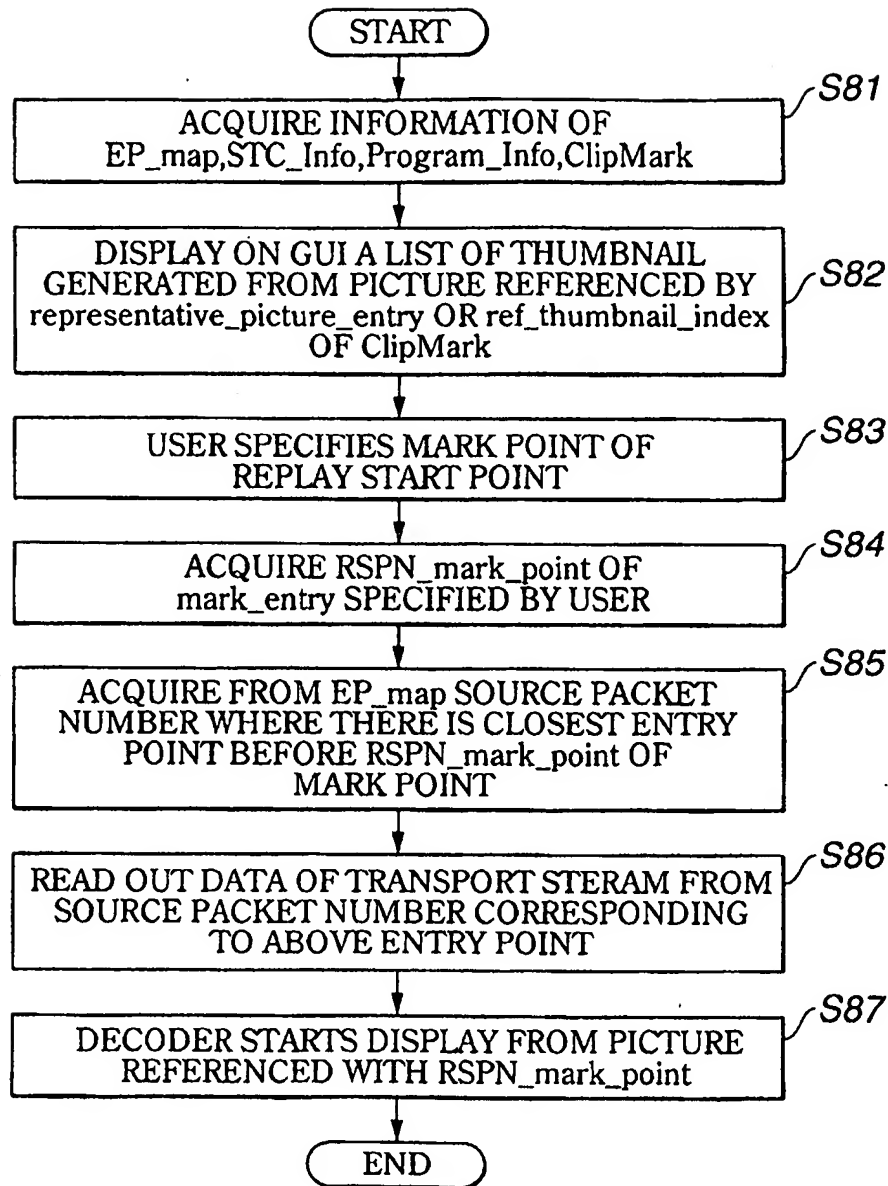 START
S81
ACQUIRE INFORMATION OF
EP_map,STC_Info,Program_Info,ClipMark
S82
DISPLAY ON GUI A LIST OF THUMBNAIL
GENERATED FROM PICTURE REFERENCED BY
representative_picture_entry OR ref_thumbnail_index
OF ClipMark
S83
USER SPECIFIES MARK POINT OF
REPLAY START POINT
S84
ACQUIRE RSPN_mark_point OF
mark_entry SPECIFIED BY USER
S85
ACQUIRE FROM EP_map SOURCE PACKET
NUMBER WHERE THERE IS CLOSEST ENTRY
POINT BEFORE RSPN_mark_point OF
MARK POINT
S86
READ OUT DATA OF TRANSPORT STERAM FROM
SOURCE PACKET NUMBER CORRESPONDING
TO ABOVE ENTRY POINT
S87
DECODER STARTS DISPLAY FROM PICTURE
REFERENCED WITH RSPN_mark_point
END